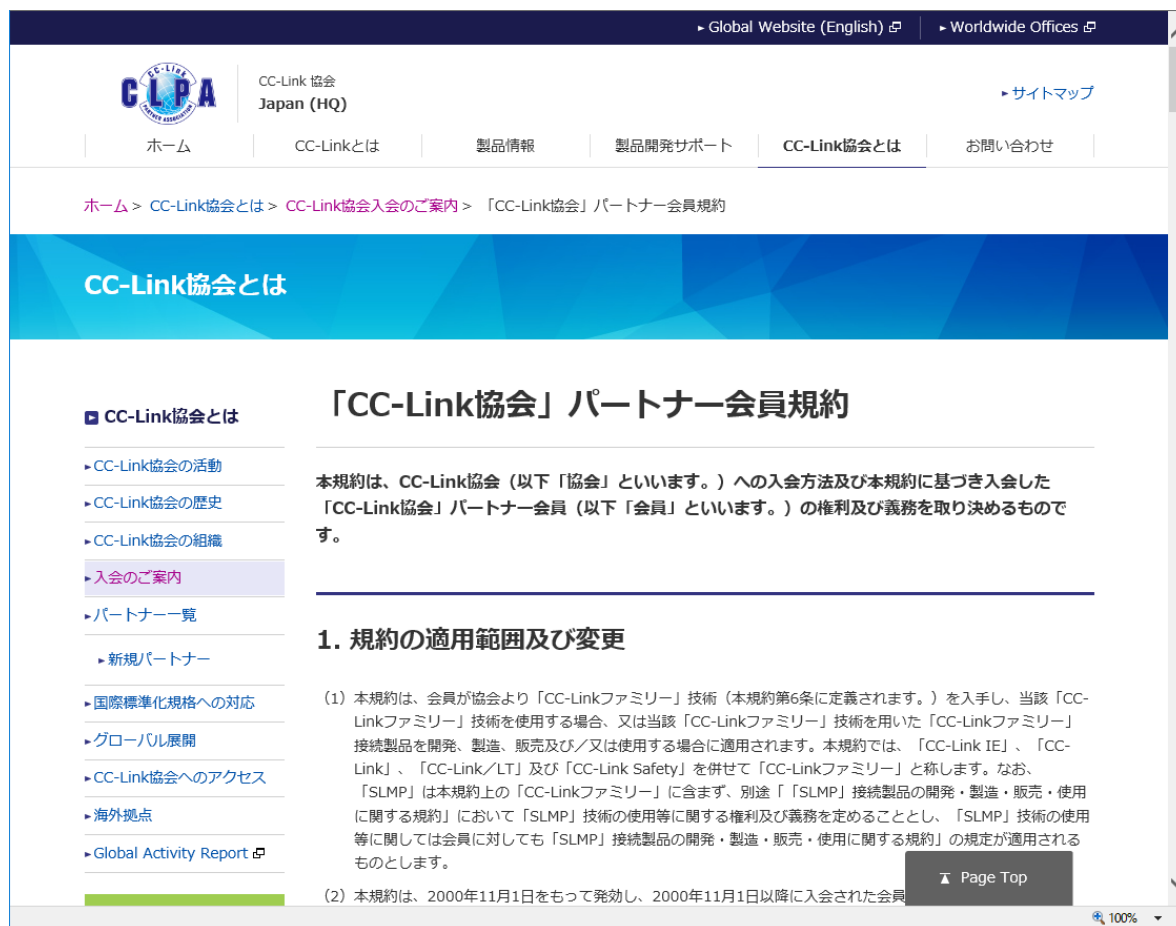 Global Website (English)
Worldwide Offices
CC-Link
CLPA
PARTNER ASSOCIATION
CC-Link 協会
Japan (HQ)
サイトマップ
ホーム
CC-Linkとは
製品情報
製品開発サポート
CC-Link協会とは
お問い合わせ
ホーム > CC-Link協会とは > CC-Link協会入会のご案内 > 「CC-Link協会」パートナー会員規約
CC-Link協会とは
CC-Link協会とは
CC-Link協会の活動
CC-Link協会の歴史
CC-Link協会の組織
入会のご案内
パートナー一覧
新規パートナー
国際標準化規格への対応
グローバル展開
CC-Link協会へのアクセス
海外拠点
Global Activity Report
「CC-Link協会」パートナー会員規約
本規約は、CC-Link協会（以下「協会」といいます。）への入会方法及び本規約に基づき入会した
「CC-Link協会」パートナー会員（以下「会員」といいます。）の権利及び義務を取り決めるもので
す。
1. 規約の適用範囲及び変更
（1）本規約は、会員が協会より「CC-Linkファミリー」技術（本規約第6条に定義されます。）を入手し、当該「CC-
Linkファミリー」技術を使用する場合、又は当該「CC-Linkファミリー」技術を用いた「CC-Linkファミリー」
接続製品を開発、製造、販売及び／又は使用する場合に適用されます。本規約では、「CC-Link IE」、「CC-
Link」、「CC-Link／LT」及び「CC-Link Safety」を併せて「CC-Linkファミリー」と称します。なお、
「SLMP」は本規約上の「CC-Linkファミリー」に含まず、別途「「SLMP」接続製品の開発・製造・販売・使用
に関する規約」において「SLMP」技術の使用等に関する権利及び義務を定めることとし、「SLMP」技術の使用
等に関しては会員に対しても「SLMP」接続製品の開発・製造・販売・使用に関する規約」の規定が適用される
ものとします。
（2）本規約は、2000年11月1日をもって発効し、2000年11月1日以降に入会された会員
Page Top
100%